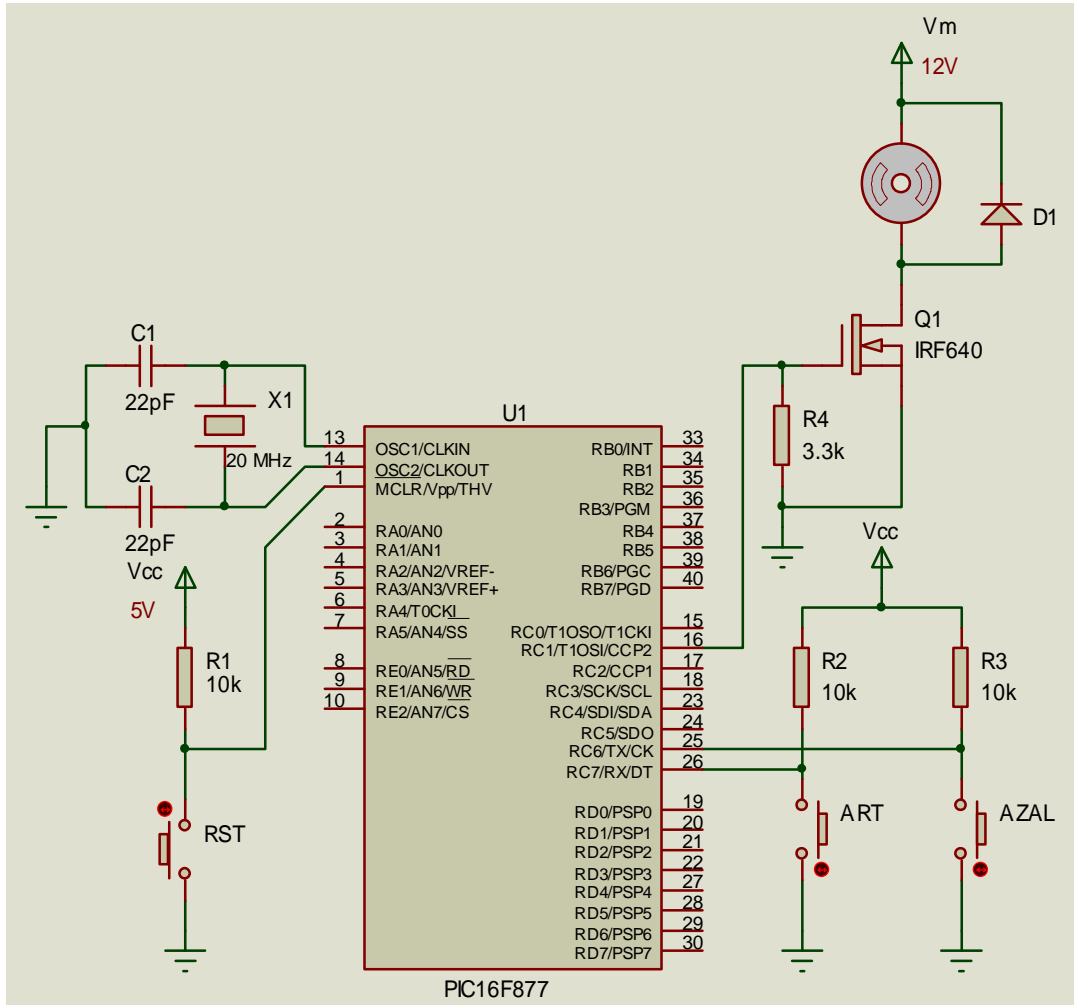 Vm
12V
D1
Q1
IRF640
C1
22pF
X1
20 MHz
C2
22pF
Vcc
5V
R1
10k
RST
U1
13 OSC1/CLKIN
14 OSC2/CLKOUT
1 MCLR/Vpp/THV
2 RA0/AN0
3 RA1/AN1
4 RA2/AN2/VREF-
5 RA3/AN3/VREF+
6 RA4/T0CKI
7 RA5/AN4/SS
8 RE0/AN5/RD
9 RE1/AN6/WR
10 RE2/AN7/CS
RB0/INT 33
RB1 34
RB2 35
RB3/PGM 36
RB4 37
RB5 38
RB6/PGC 39
RB7/PGD 40
RC0/T1OSO/T1CKI 15
RC1/T1OSI/CCP2 16
RC2/CCP1 17
RC3/SCK/SCL 18
RC4/SDI/SDA 23
RC5/SDO 24
RC6/TX/CK 25
RC7/RX/DT 26
RD0/PSP0 19
RD1/PSP1 20
RD2/PSP2 21
RD3/PSP3 22
RD4/PSP4 27
RD5/PSP5 28
RD6/PSP6 29
RD7/PSP7 30
PIC16F877
R4
3.3k
Vcc
R2
10k
R3
10k
ART
AZAL